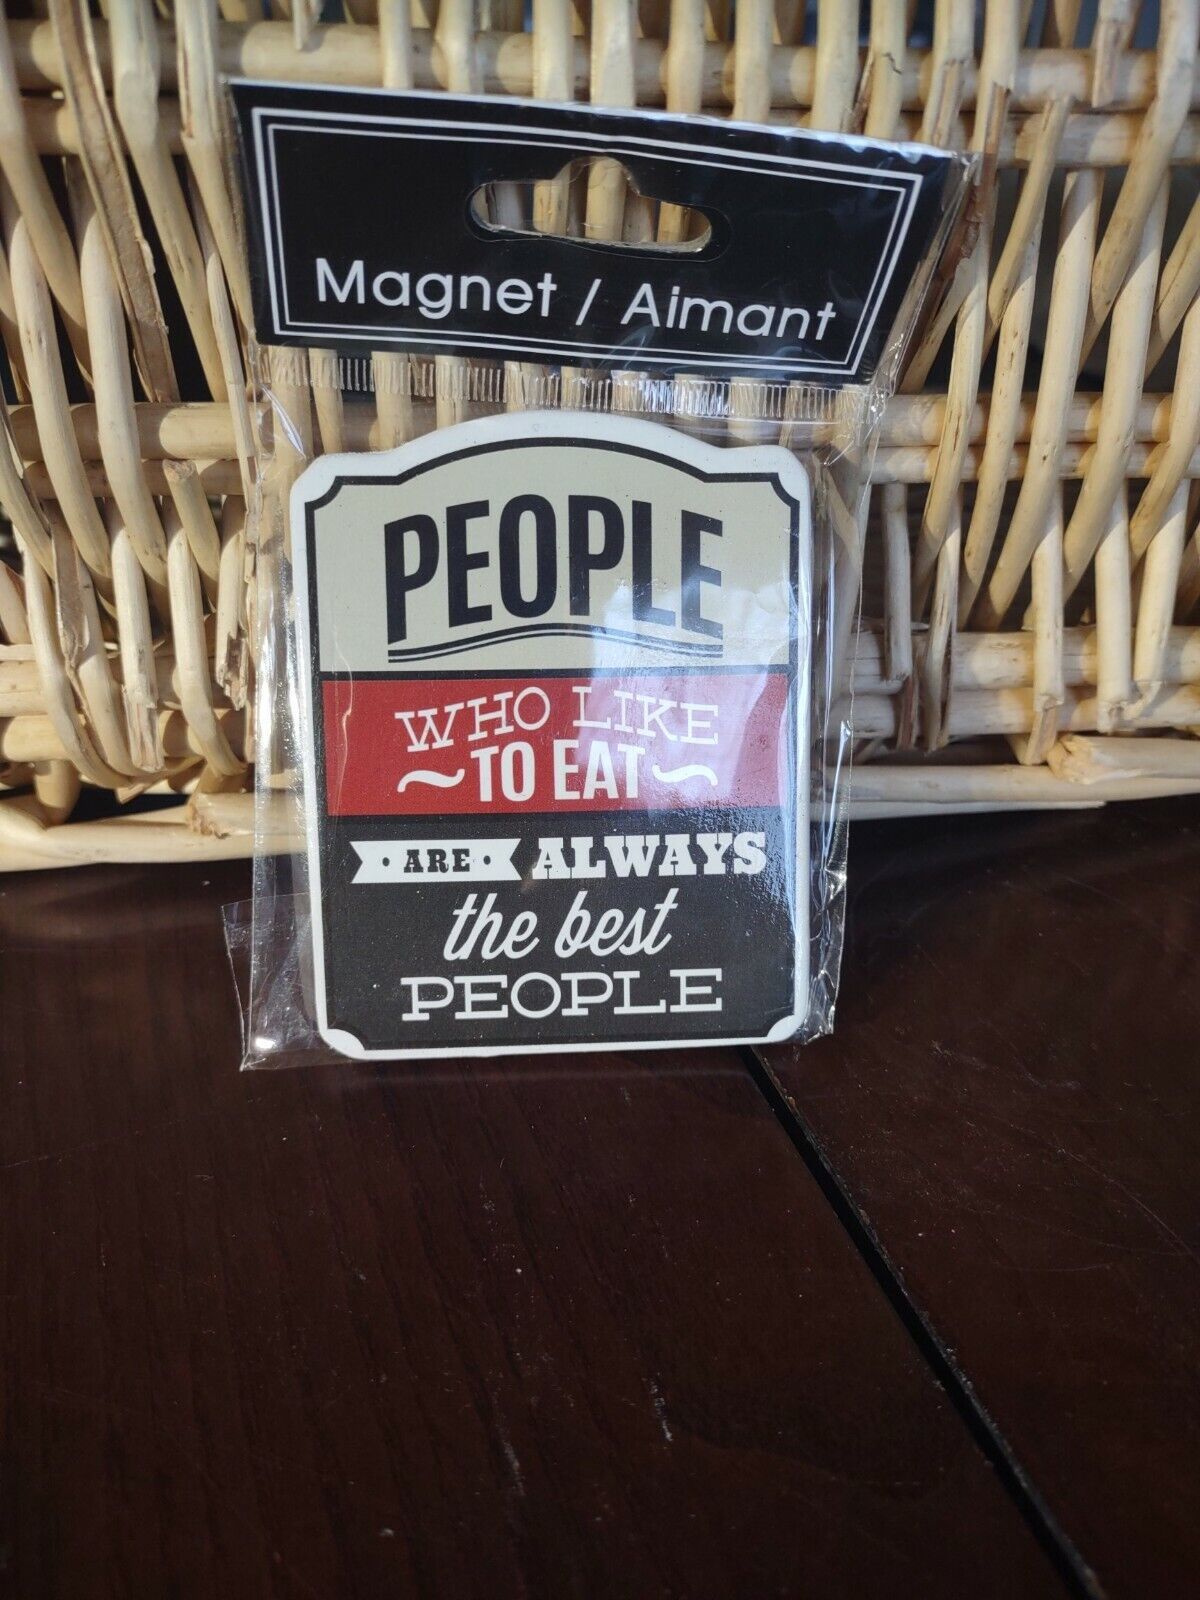 Magnet / Aimant
PEOPLE
WHO LIKE
TO EAT
ARE ALWAYS
the best
PEOPLE